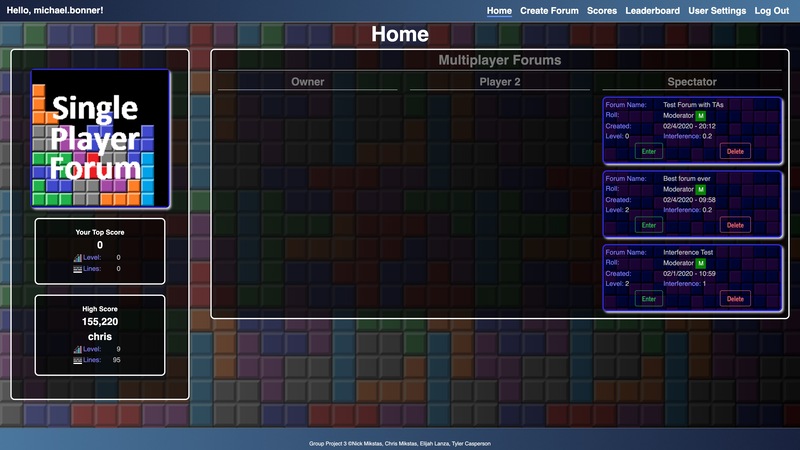 Hello, michael.bonner!
Home Create Forum Scores Leaderboard User Settings Log Out
Home
Single
Player
Forum
Your Top Score
0
Level: 0
Lines: 0
High Score
155,220
chris
Level: 9
Lines: 95
Multiplayer Forums
Owner
Player 2
Spectator
Forum Name: Test Forum with TAs
Roll: Moderator M
Created: 02/4/2020 - 20:12
Level: 0 Interference: 0.2
Enter Delete
Forum Name: Best forum ever
Roll: Moderator M
Created: 02/4/2020 - 09:58
Level: 2 Interference: 0.2
Enter Delete
Forum Name: Interference Test
Roll: Moderator M
Created: 02/1/2020 - 10:59
Level: 2 Interference: 1
Enter Delete
Group Project 3 ©Nick Mikstas, Chris Mikstas, Elijah Lanza, Tyler Casperson